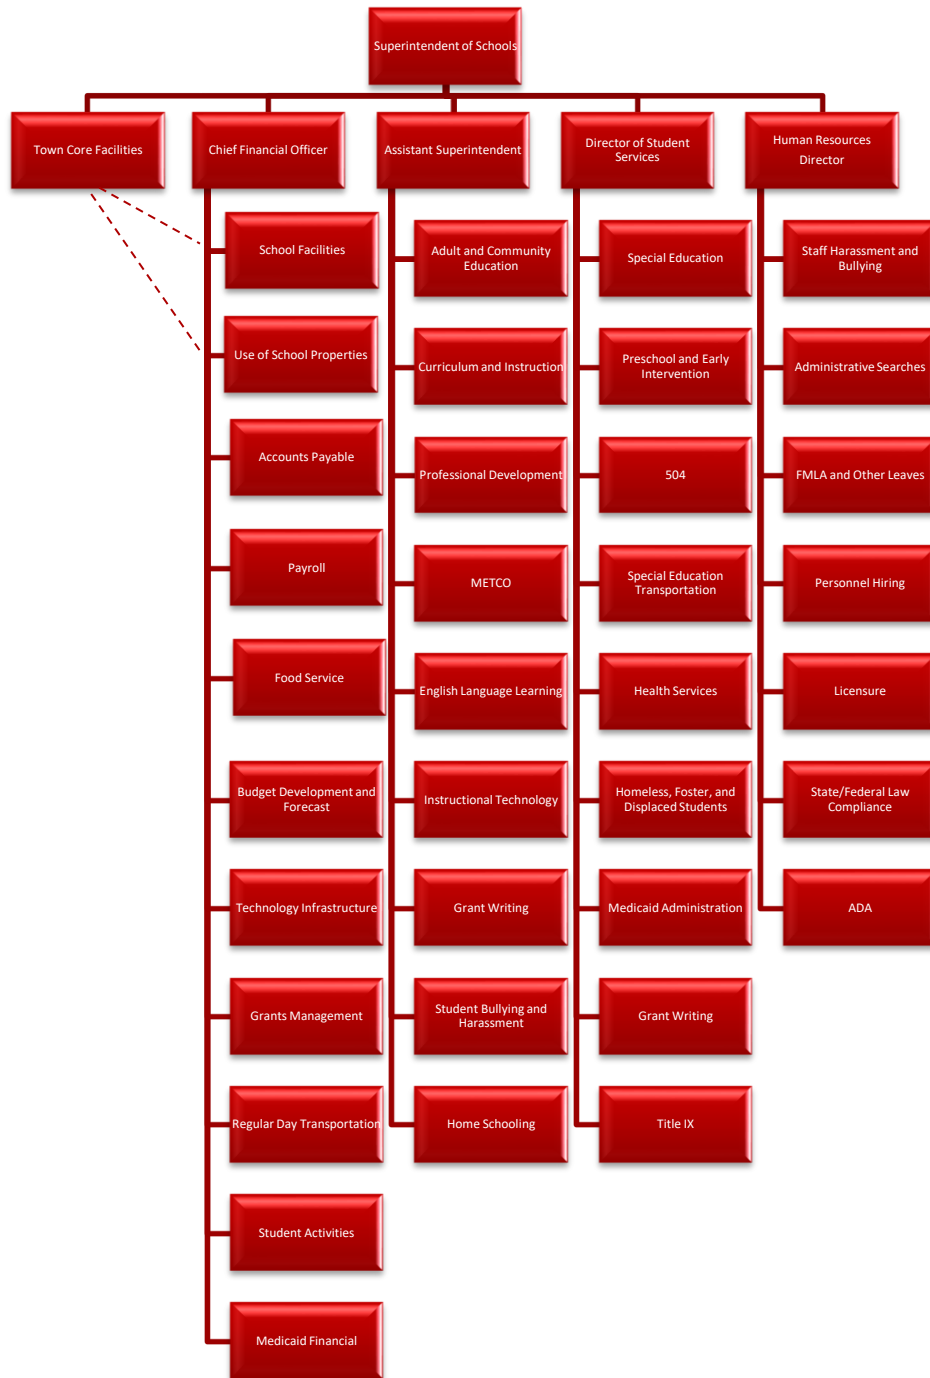 Superintendent of Schools
Town Core Facilities
Chief Financial Officer
Assistant Superintendent
Director of Student
Services
Human Resources
Director
School Facilities
Use of School Properties
Accounts Payable
Payroll
Food Service
Budget Development and
Forecast
Technology Infrastructure
Grants Management
Regular Day Transportation
Student Activities
Medicaid Financial
Adult and Community
Education
Curriculum and Instruction
Professional Development
METCO
English Language Learning
Instructional Technology
Grant Writing
Student Bullying and
Harassment
Home Schooling
Special Education
Preschool and Early
Intervention
504
Special Education
Transportation
Health Services
Homeless, Foster, and
Displaced Students
Medicaid Administration
Grant Writing
Title IX
Staff Harassment and
Bullying
Administrative Searches
FMLA and Other Leaves
Personnel Hiring
Licensure
State/Federal Law
Compliance
ADA